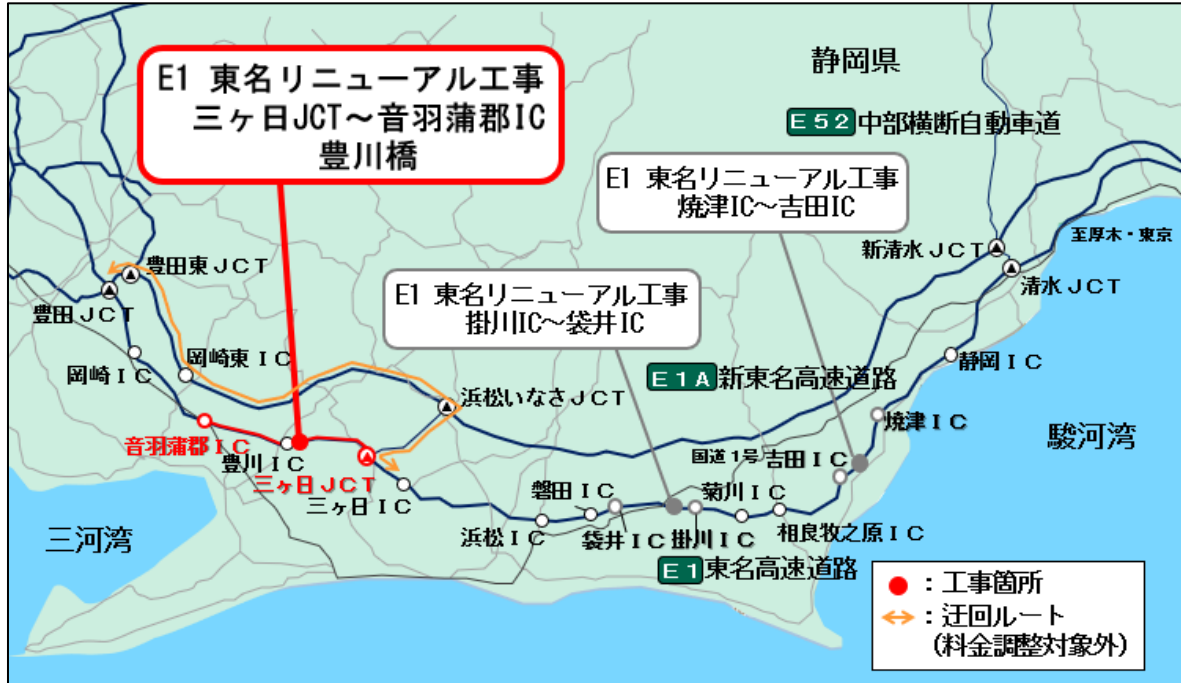 E1 東名リニューアル工事
三ヶ日JCT～音羽蒲郡IC
豊川橋
静岡県
E52 中部横断自動車道
E1 東名リニューアル工事
焼津IC～吉田IC
至厚木・東京
新清水JCT
清水JCT
豊田東JCT
豊田JCT
E1 東名リニューアル工事
掛川IC～袋井IC
岡崎IC
岡崎東IC
静岡IC
E1A 新東名高速道路
浜松いなさJCT
焼津IC
駿河湾
音羽蒲郡IC
豊川IC
三ヶ日JCT
三ヶ日IC
国道1号
吉田IC
磐田IC
菊川IC
三河湾
浜松IC
袋井IC
掛川IC
相良牧之原IC
E1 東名高速道路
：工事箇所
：迂回ルート
(料金調整対象外)